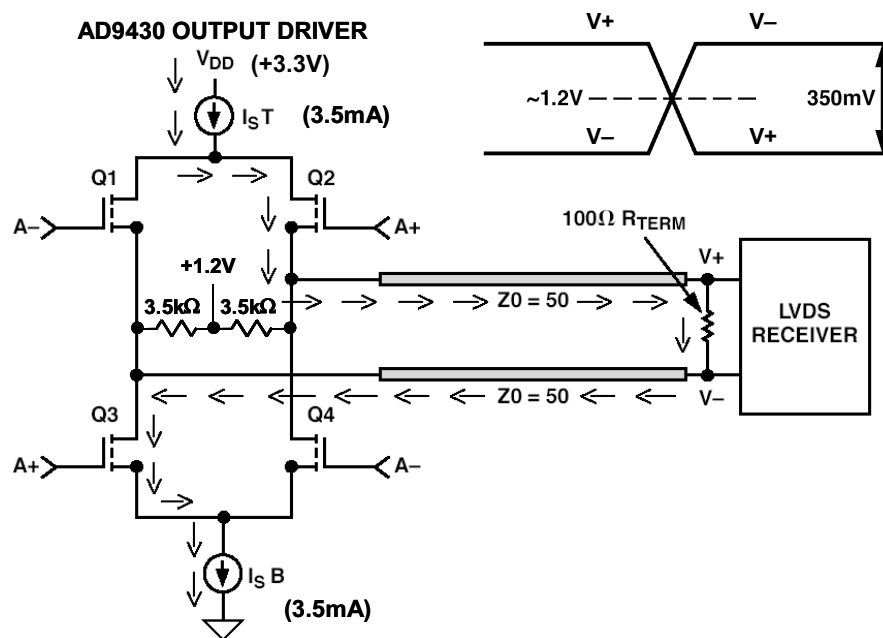 AD9430 OUTPUT DRIVER
VDD (+3.3V)
IST (3.5mA)
Q1
Q2
A–
A+
+1.2V
3.5kΩ 3.5kΩ
Z0 = 50
Z0 = 50
Q3
Q4
A+
A–
IS B
(3.5mA)
V+ V–
~1.2V
350mV
V– V+
100Ω RTERM
V+
LVDS
RECEIVER
V–